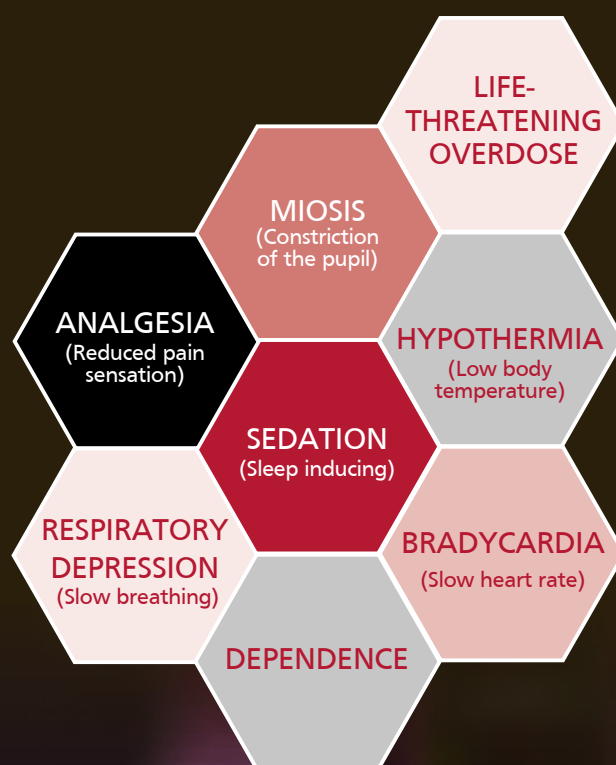 LIFE-
THREATENING
OVERDOSE
MIOSIS
(Constriction
of the pupil)
ANALGESIA
(Reduced pain
sensation)
HYPOTHERMIA
(Low body
temperature)
SEDATION
(Sleep inducing)
RESPIRATORY
DEPRESSION
(Slow breathing)
BRADYCARDIA
(Slow heart rate)
DEPENDENCE